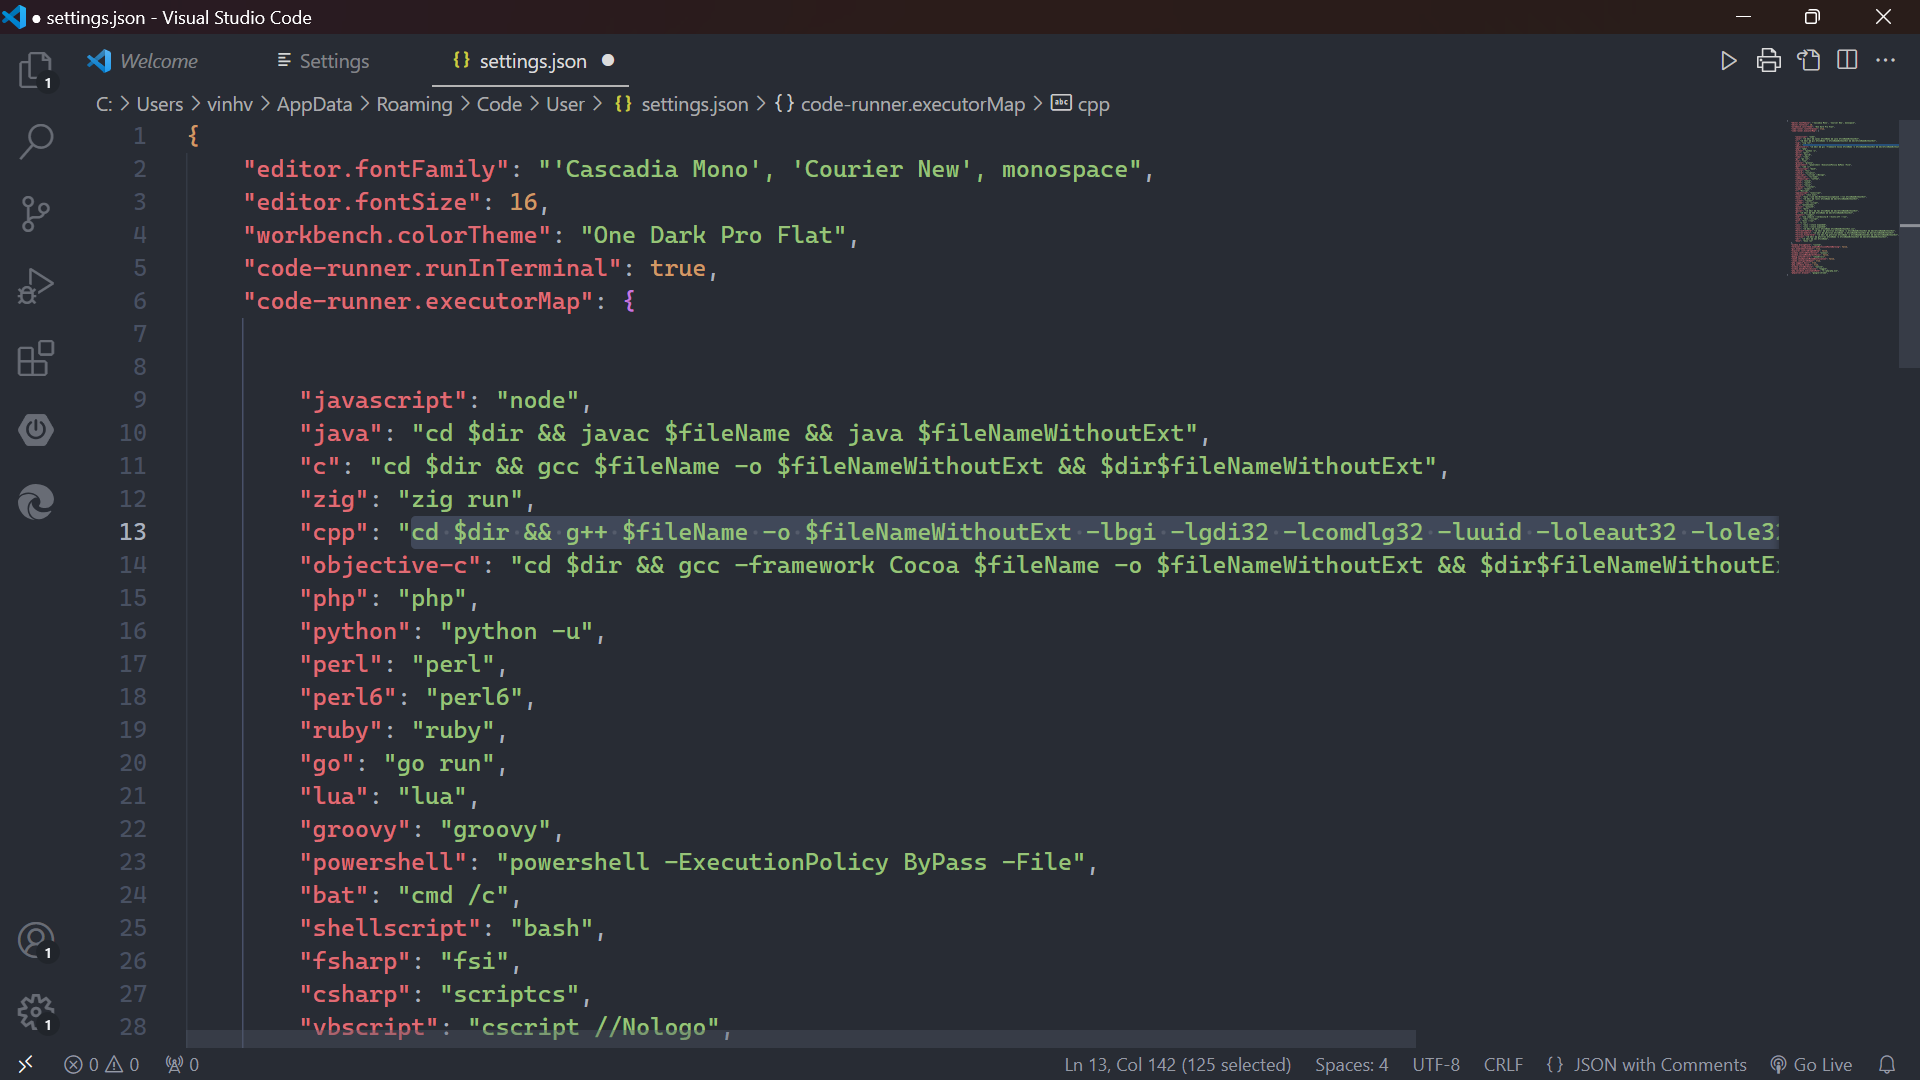 ● settings.json - Visual Studio Code
Welcome
Settings
{} settings.json ●
C: > Users > vinhv > AppData > Roaming > Code > User > {} settings.json > {} code-runner.executorMap > abc cpp
1 {
2 "editor.fontFamily": "'Cascadia Mono', 'Courier New', monospace",
3 "editor.fontSize": 16,
4 "workbench.colorTheme": "One Dark Pro Flat",
5 "code-runner.runInTerminal": true,
6 "code-runner.executorMap": {
7
8
9 "javascript": "node",
10 "java": "cd $dir && javac $fileName && java $fileNameWithoutExt",
11 "c": "cd $dir && gcc $fileName -o $fileNameWithoutExt && $dir$fileNameWithoutExt",
12 "zig": "zig run",
13 "cpp": "cd $dir && g++ $fileName -o $fileNameWithoutExt -lbgi -lgdi32 -lcomdlg32 -luuid -loleaut32 -lole32
14 "objective-c": "cd $dir && gcc -framework Cocoa $fileName -o $fileNameWithoutExt && $dir$fileNameWithoutEx
15 "php": "php",
16 "python": "python -u",
17 "perl": "perl",
18 "perl6": "perl6",
19 "ruby": "ruby",
20 "go": "go run",
21 "lua": "lua",
22 "groovy": "groovy",
23 "powershell": "powershell -ExecutionPolicy ByPass -File",
24 "bat": "cmd /c",
25 "shellscript": "bash",
26 "fsharp": "fsi",
27 "csharp": "scriptcs",
28 "vbscript": "cscript //Nologo",
1
1
1
0 0 0
Ln 13, Col 142 (125 selected) Spaces: 4 UTF-8 CRLF {} JSON with Comments Go Live